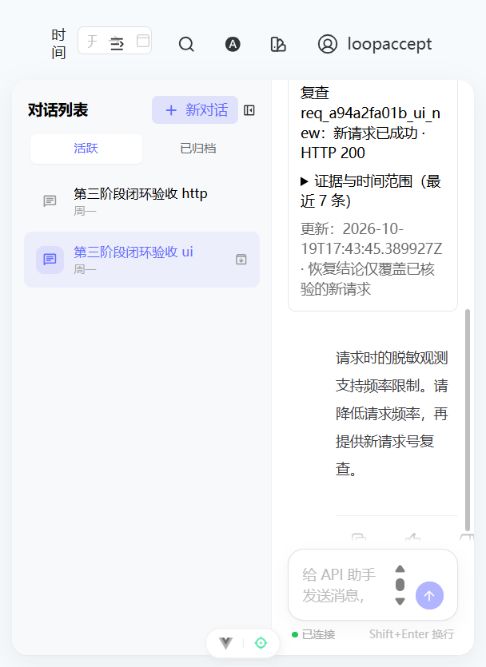 时
间
loopaccept
对话列表
新对话
活跃
已归档
第三阶段闭环验收 http
周一
第三阶段闭环验收 ui
周一
复查
req_a94a2fa01b_ui_n
ew：新请求已成功 ·
HTTP 200
证据与时间范围（最
近 7 条）
更新：2026-10-
19T17:43:45.389927Z
· 恢复结论仅覆盖已核
验的新请求
请求时的脱敏观测
支持频率限制。请
降低请求频率，再
提供新请求号复
查。
给 API 助手
发送消息，
已连接
Shift+Enter 换行